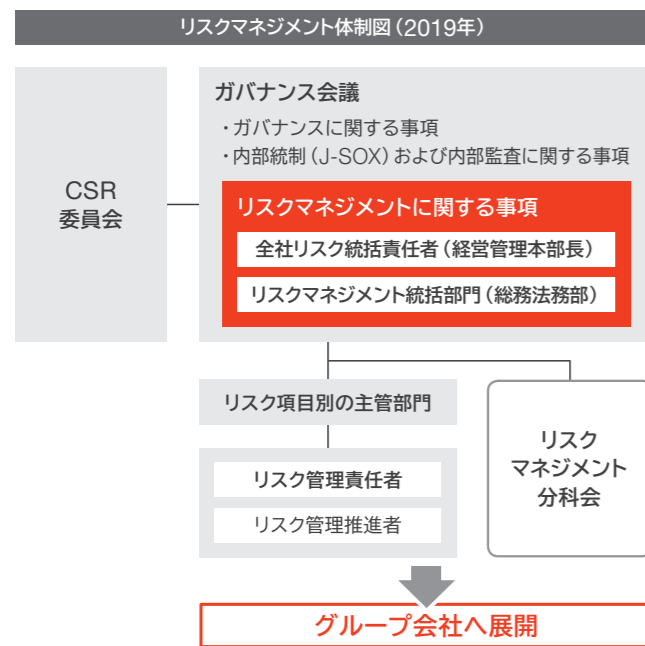 リスクマネジメント体制図（2019年）
CSR
委員会
ガバナンス会議
・ガバナンスに関する事項
・内部統制（J-SOX）および内部監査に関する事項
リスクマネジメントに関する事項
全社リスク統括責任者（経営管理本部長）
リスクマネジメント統括部門（総務法務部）
リスク項目別の主管部門
リスク管理責任者
リスク管理推進者
リスク
マネジメント
分科会
グループ会社へ展開